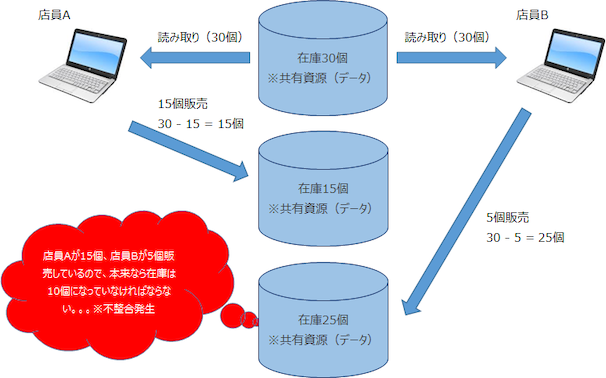 店員A
店員B
読み取り（30個）
読み取り（30個）
在庫30個
※共有資源（データ）
15個販売
30 - 15 = 15個
在庫15個
※共有資源（データ）
5個販売
30 - 5 = 25個
店員Aが15個、店員Bが5個販
売しているので、本来なら在庫は
10個になっていなければならな
い。。。※不整合発生
在庫25個
※共有資源（データ）